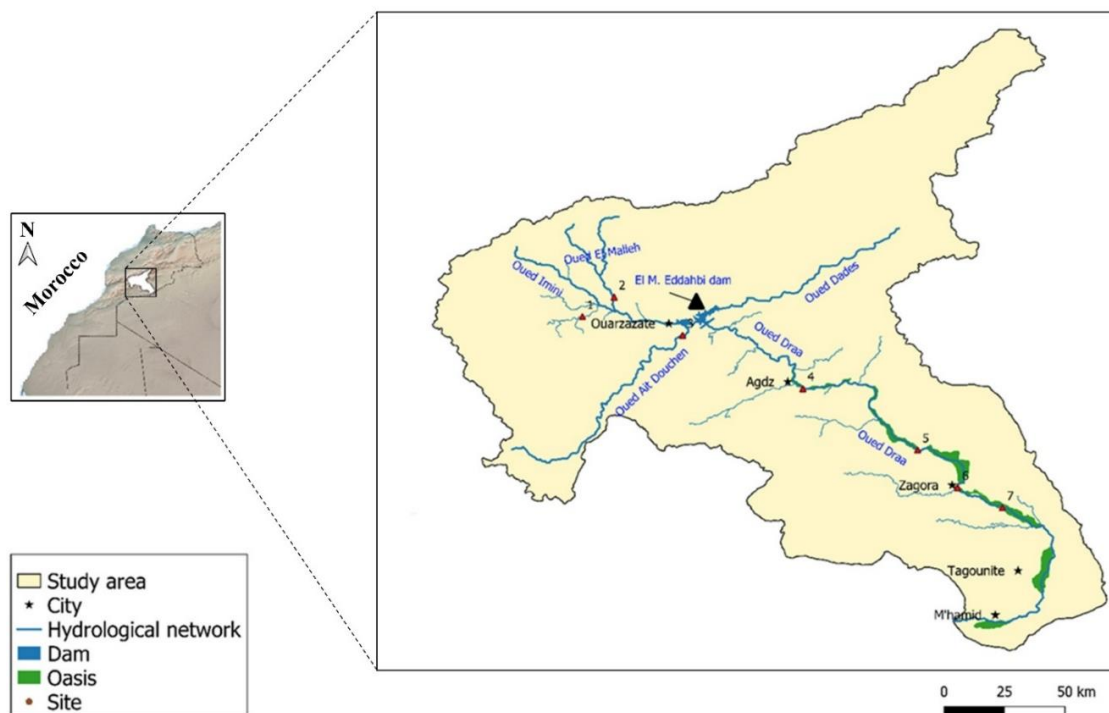 N
Morocco
Oued El-Malleh
Oued Imini
2
El M. Eddahbi dam
Oued Dades
1
Ouarzazate
3
Oued Draa
Oued Ait Douchen
Agdz
4
Oued Draa
5
Zagora
6
7
Tagounite
M'hamid
Study area
City
Hydrological network
Dam
Oasis
Site
0 25 50 km